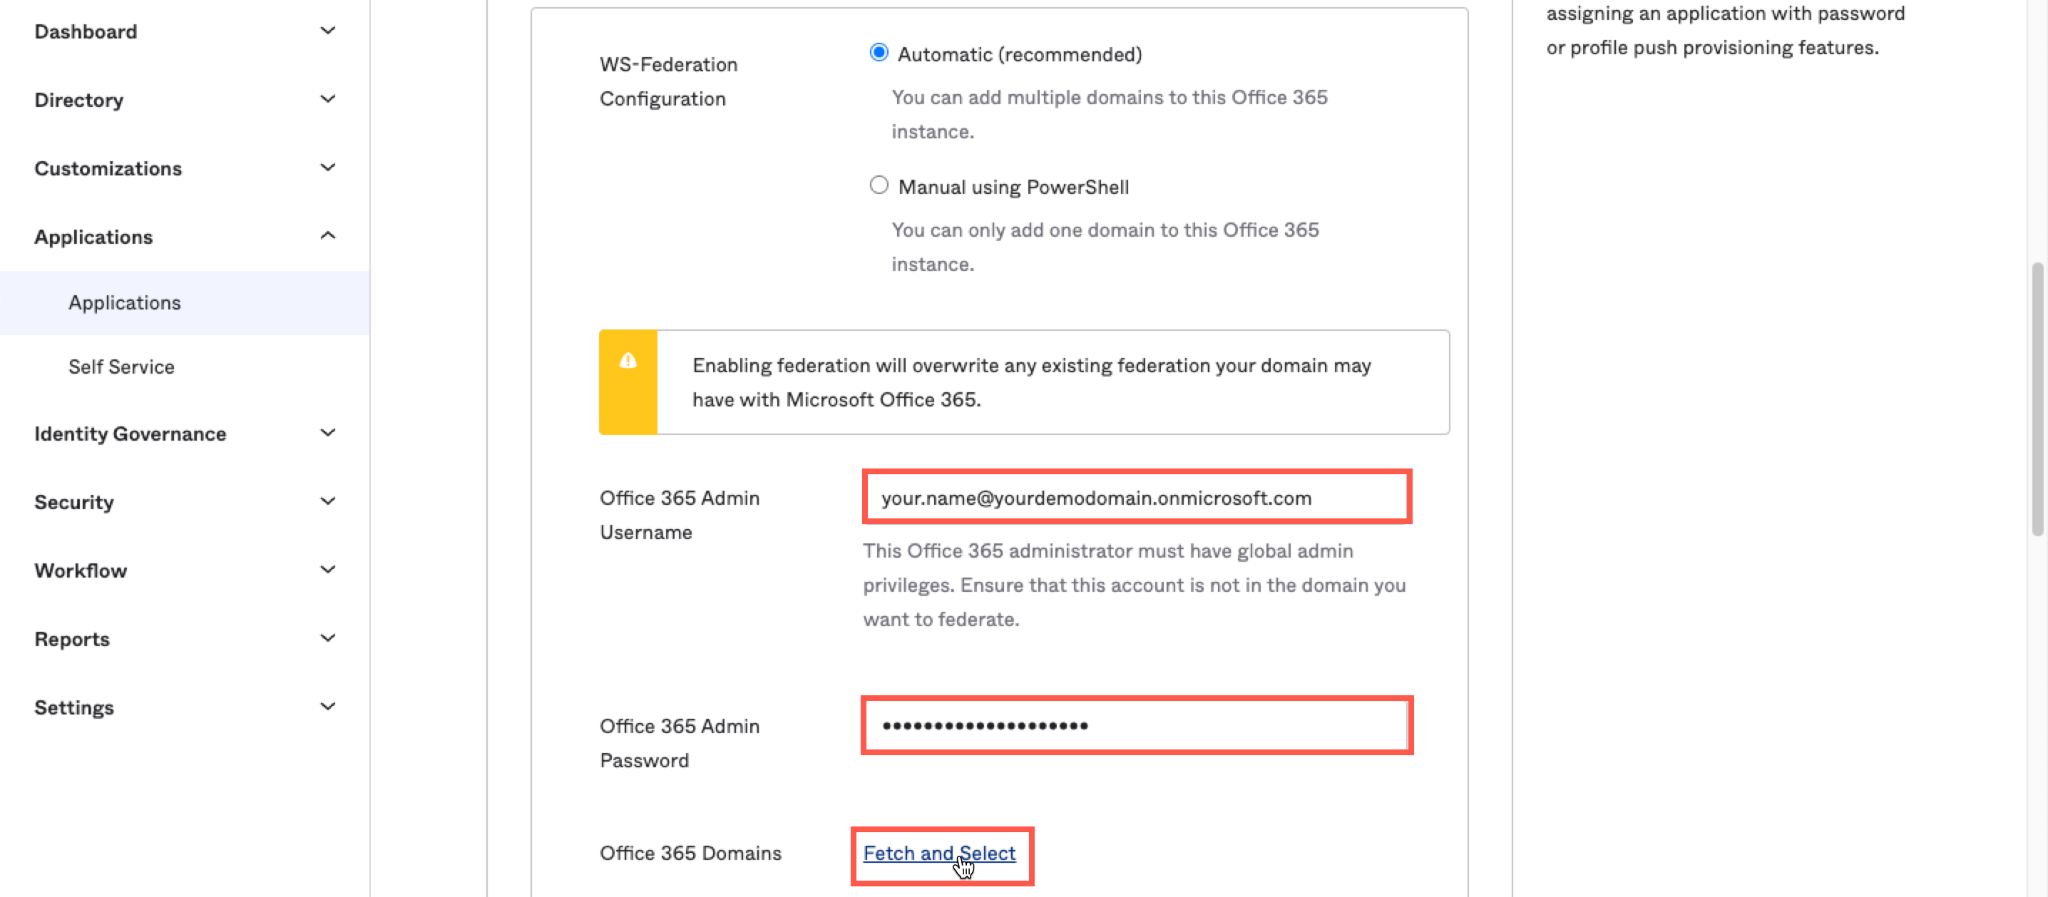 Dashboard
Directory
Customizations
Applications
Applications
Self Service
Identity Governance
Security
Workflow
Reports
Settings
WS-Federation
Configuration
Automatic (recommended)
You can add multiple domains to this Office 365
instance.
Manual using PowerShell
You can only add one domain to this Office 365
instance.
Enabling federation will overwrite any existing federation your domain may
have with Microsoft Office 365.
Office 365 Admin
Username
your.name@yourdemodomain.onmicrosoft.com
This Office 365 administrator must have global admin
privileges. Ensure that this account is not in the domain you
want to federate.
Office 365 Admin
Password
••••••••••••••••••••
Office 365 Domains
Fetch and Select
assigning an application with password
or profile push provisioning features.